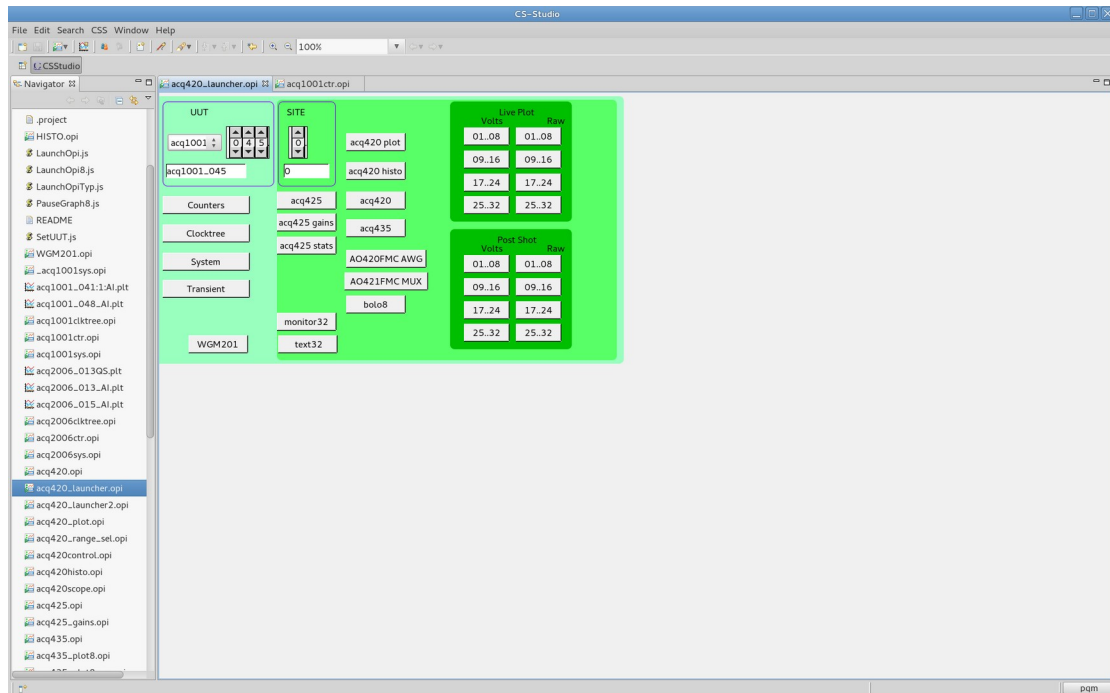 CS-Studio
File Edit Search CSS Window Help
100%
CSStudio
Navigator
acq420_launcher.opi
acq1001ctr.opi
.project
HISTO.opi
LaunchOpi.js
LaunchOpi8.js
LaunchOpiTyp.js
PauseGraph8.js
README
SetUUT.js
WGM201.opi
_acq1001sys.opi
acq1001_041:1:AI.plt
acq1001_048_AI.plt
acq1001clktree.opi
acq1001ctr.opi
acq1001sys.opi
acq2006_013QS.plt
acq2006_013_AI.plt
acq2006_015_AI.plt
acq2006clktree.opi
acq2006ctr.opi
acq2006sys.opi
acq420.opi
acq420_launcher.opi
acq420_launcher2.opi
acq420_plot.opi
acq420_range_sel.opi
acq420control.opi
acq420histo.opi
acq420scope.opi
acq425.opi
acq425_gains.opi
acq435.opi
acq435_plot8.opi
UUT
acq1001
0 4 5
acq1001_045
Counters
Clocktree
System
Transient
WGM201
SITE
0
0
acq425
acq425 gains
acq425 stats
monitor32
text32
acq420 plot
acq420 histo
acq420
acq435
AO420FMC AWG
AO421FMC MUX
bolo8
Live Plot
Volts Raw
01..08 01..08
09..16 09..16
17..24 17..24
25..32 25..32
Post Shot
Volts Raw
01..08 01..08
09..16 09..16
17..24 17..24
25..32 25..32
pqm